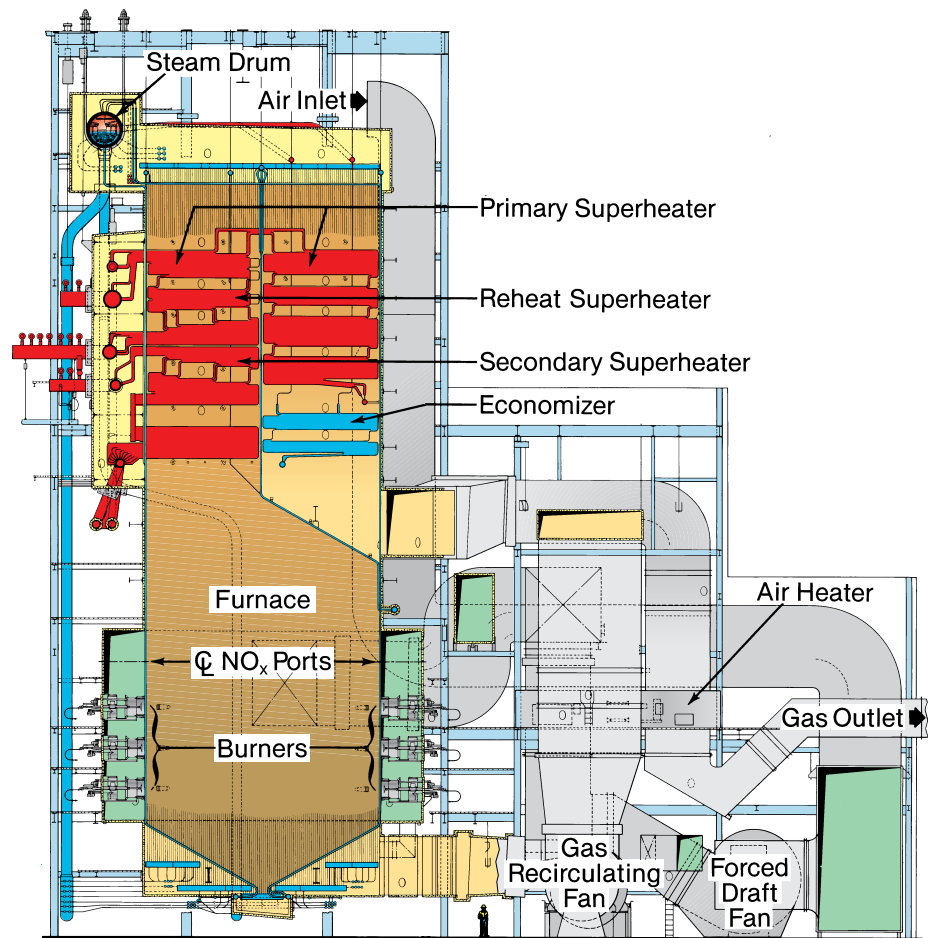 Steam Drum
Air Inlet
Primary Superheater
Reheat Superheater
Secondary Superheater
Economizer
Furnace
Air Heater
℄ NOx Ports
Gas Outlet
Burners
Gas
Recirculating
Fan
Forced
Draft
Fan